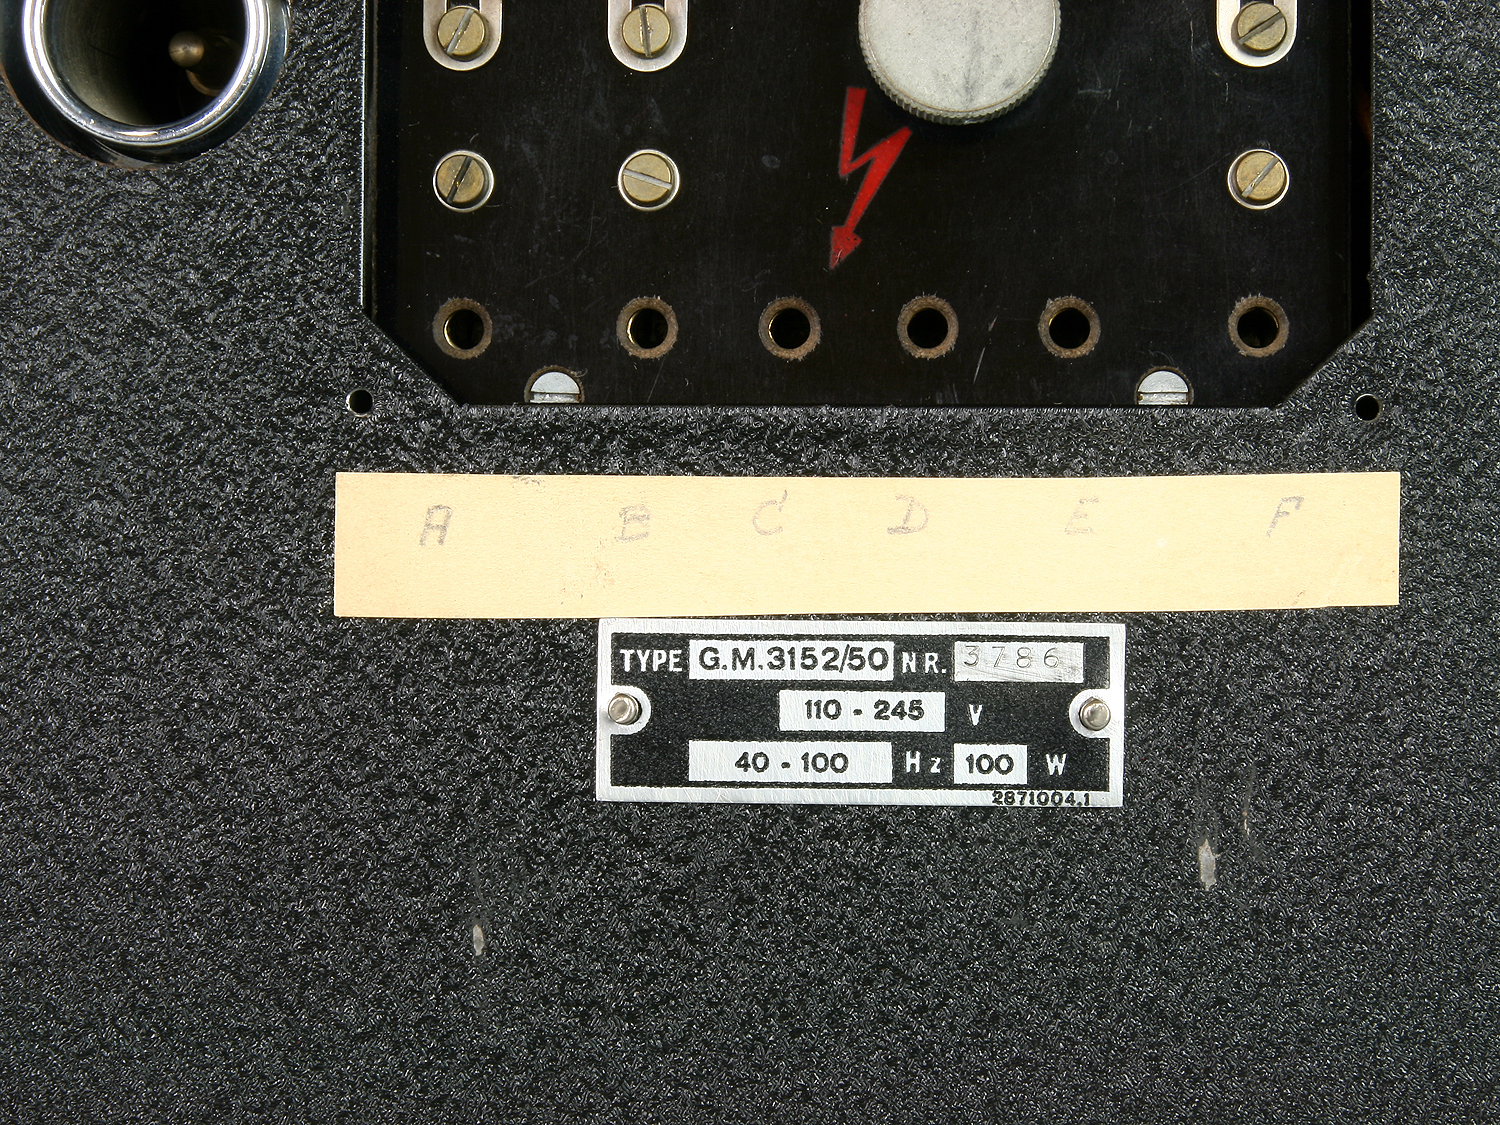 A B C D E F
TYPE G.M.3152/50 NR. 3786
110 - 245 V
40 - 100 Hz 100 W
2871004.1